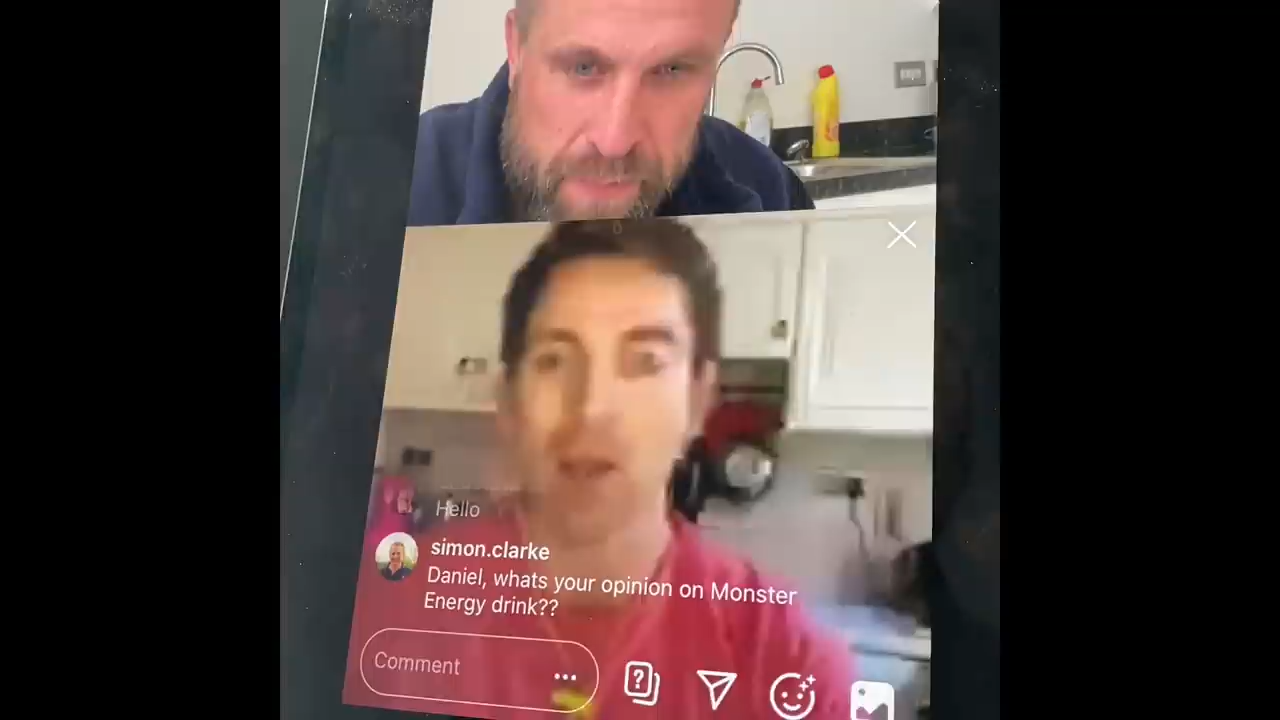 Hello
simon.clarke
Daniel, whats your opinion on Monster
Energy drink??
Comment